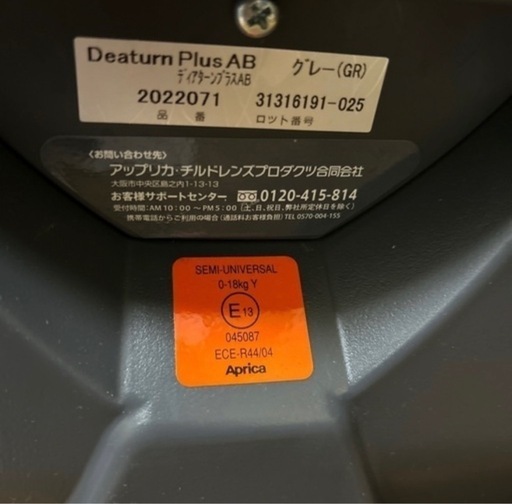 Deaturn Plus AB グレー(GR)
ディアターンプラスAB
2022071 31316191-025
品 番 ロット番号
〈お問い合わせ先〉
アップリカ・チルドレンズプロダクツ合同会社
大阪市中央区島之内1-13-13
お客様サポートセンター 0120-415-814
受付時間:AM10:00～PM5:00(土、日、祝日、弊社所定休日を除く)
携帯電話からご利用の場合(通話料お客様負担) TEL 0570-004-155
SEMI-UNIVERSAL
0-18kg Y
E13
045087
ECE-R44/04
Aprica